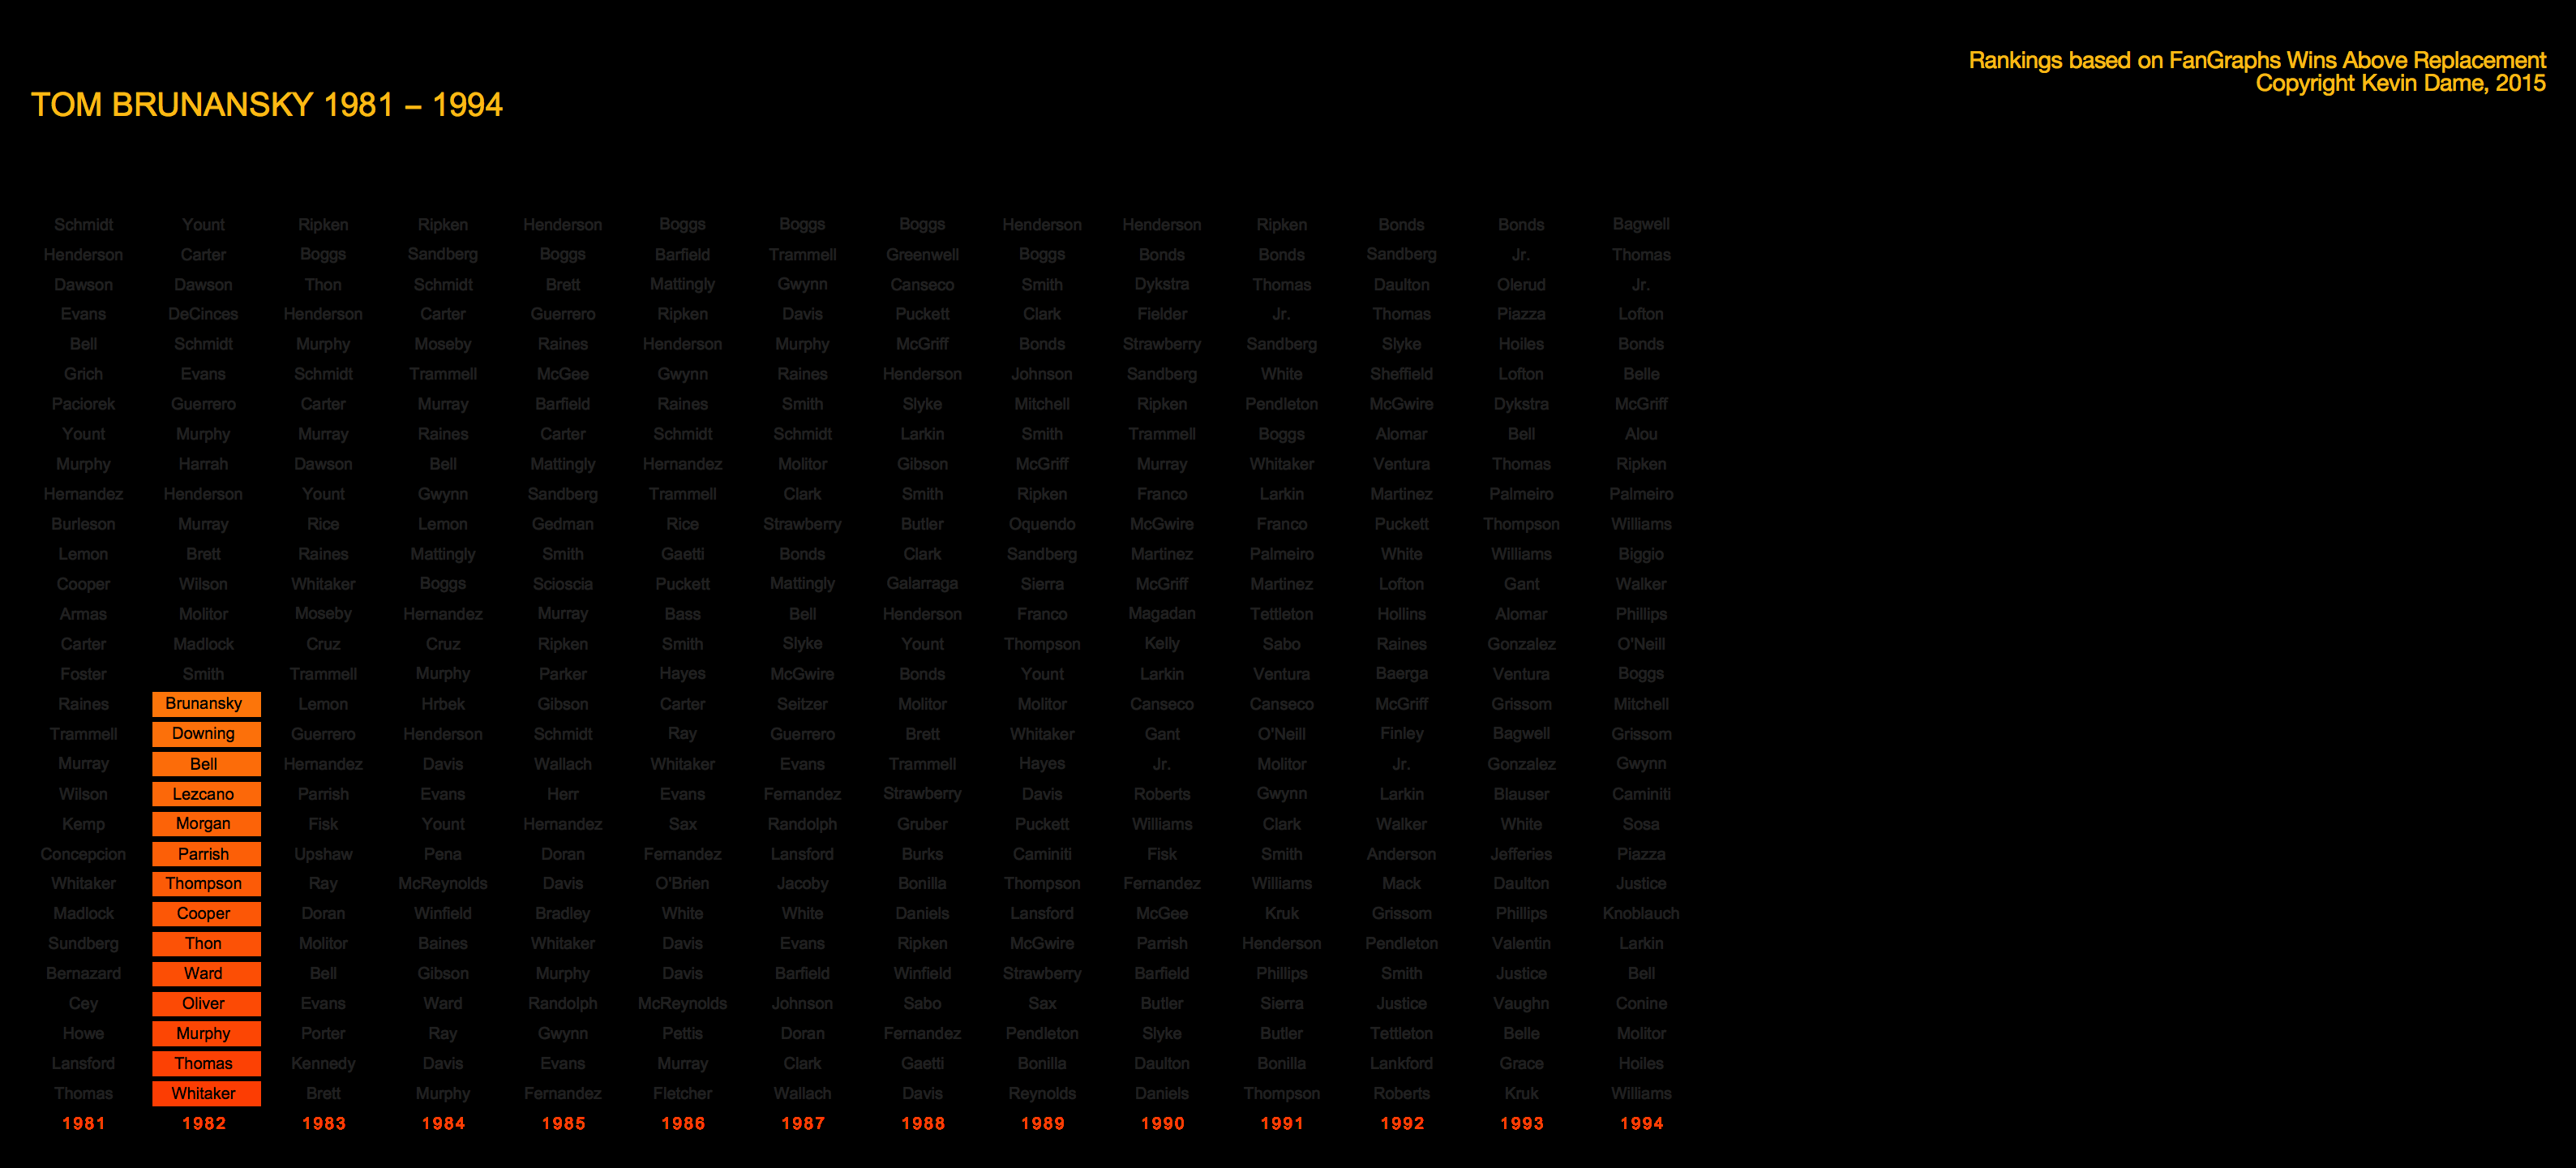 Rankings based on FanGraphs Wins Above Replacement
Copyright Kevin Dame, 2015
TOM BRUNANSKY 1981 – 1994
Schmidt Yount Ripken Ripken Henderson Boggs Boggs Boggs Henderson Henderson Ripken Bonds Bonds Bagwell
Henderson Carter Boggs Sandberg Boggs Barfield Trammell Greenwell Boggs Bonds Bonds Sandberg Jr. Thomas
Dawson Dawson Thon Schmidt Brett Mattingly Gwynn Canseco Smith Dykstra Thomas Daulton Olerud Jr.
Evans DeCinces Henderson Carter Guerrero Ripken Davis Puckett Clark Fielder Jr. Thomas Piazza Lofton
Bell Schmidt Murphy Moseby Raines Henderson Murphy McGriff Bonds Strawberry Sandberg Slyke Hoiles Bonds
Grich Evans Schmidt Trammell McGee Gwynn Raines Henderson Johnson Sandberg White Sheffield Lofton Belle
Paciorek Guerrero Carter Murray Barfield Raines Smith Slyke Mitchell Ripken Pendleton McGwire Dykstra McGriff
Yount Murphy Murray Raines Carter Schmidt Schmidt Larkin Smith Trammell Boggs Alomar Bell Alou
Murphy Harrah Dawson Bell Mattingly Hernandez Molitor Gibson McGriff Murray Whitaker Ventura Thomas Ripken
Hernandez Henderson Yount Gwynn Sandberg Trammell Clark Smith Ripken Franco Larkin Martinez Palmeiro Palmeiro
Burleson Murray Rice Lemon Gedman Rice Strawberry Butler Oquendo McGwire Franco Puckett Thompson Williams
Lemon Brett Raines Mattingly Smith Gaetti Bonds Clark Sandberg Martinez Palmeiro White Williams Biggio
Cooper Wilson Whitaker Boggs Scioscia Puckett Mattingly Galarraga Sierra McGriff Martinez Lofton Gant Walker
Armas Molitor Moseby Hernandez Murray Bass Bell Henderson Franco Magadan Tettleton Hollins Alomar Phillips
Carter Madlock Cruz Cruz Ripken Smith Slyke Yount Thompson Kelly Sabo Raines Gonzalez O'Neill
Foster Smith Trammell Murphy Parker Hayes McGwire Bonds Yount Larkin Ventura Baerga Ventura Boggs
Raines Brunansky Lemon Hrbek Gibson Carter Seitzer Molitor Molitor Canseco Canseco McGriff Grissom Mitchell
Trammell Downing Guerrero Henderson Schmidt Ray Guerrero Brett Whitaker Gant O'Neill Finley Bagwell Grissom
Murray Bell Hernandez Davis Wallach Whitaker Evans Trammell Hayes Jr. Molitor Jr. Gonzalez Gwynn
Wilson Lezcano Parrish Evans Herr Evans Fernandez Strawberry Davis Roberts Gwynn Larkin Blauser Caminiti
Kemp Morgan Fisk Yount Hernandez Sax Randolph Gruber Puckett Williams Clark Walker White Sosa
Concepcion Parrish Upshaw Pena Doran Fernandez Lansford Burks Caminiti Fisk Smith Anderson Jefferies Piazza
Whitaker Thompson Ray McReynolds Davis O'Brien Jacoby Bonilla Thompson Fernandez Williams Mack Daulton Justice
Madlock Cooper Doran Winfield Bradley White White Daniels Lansford McGee Kruk Grissom Phillips Knoblauch
Sundberg Thon Molitor Baines Whitaker Davis Evans Ripken McGwire Parrish Henderson Pendleton Valentin Larkin
Bernazard Ward Bell Gibson Murphy Davis Barfield Winfield Strawberry Barfield Phillips Smith Justice Bell
Cey Oliver Evans Ward Randolph McReynolds Johnson Sabo Sax Butler Sierra Justice Vaughn Conine
Howe Murphy Porter Ray Gwynn Pettis Doran Fernandez Pendleton Slyke Butler Tettleton Belle Molitor
Lansford Thomas Kennedy Davis Evans Murray Clark Gaetti Bonilla Daulton Bonilla Lankford Grace Hoiles
Thomas Whitaker Brett Murphy Fernandez Fletcher Wallach Davis Reynolds Daniels Thompson Roberts Kruk Williams
1981 1982 1983 1984 1985 1986 1987 1988 1989 1990 1991 1992 1993 1994